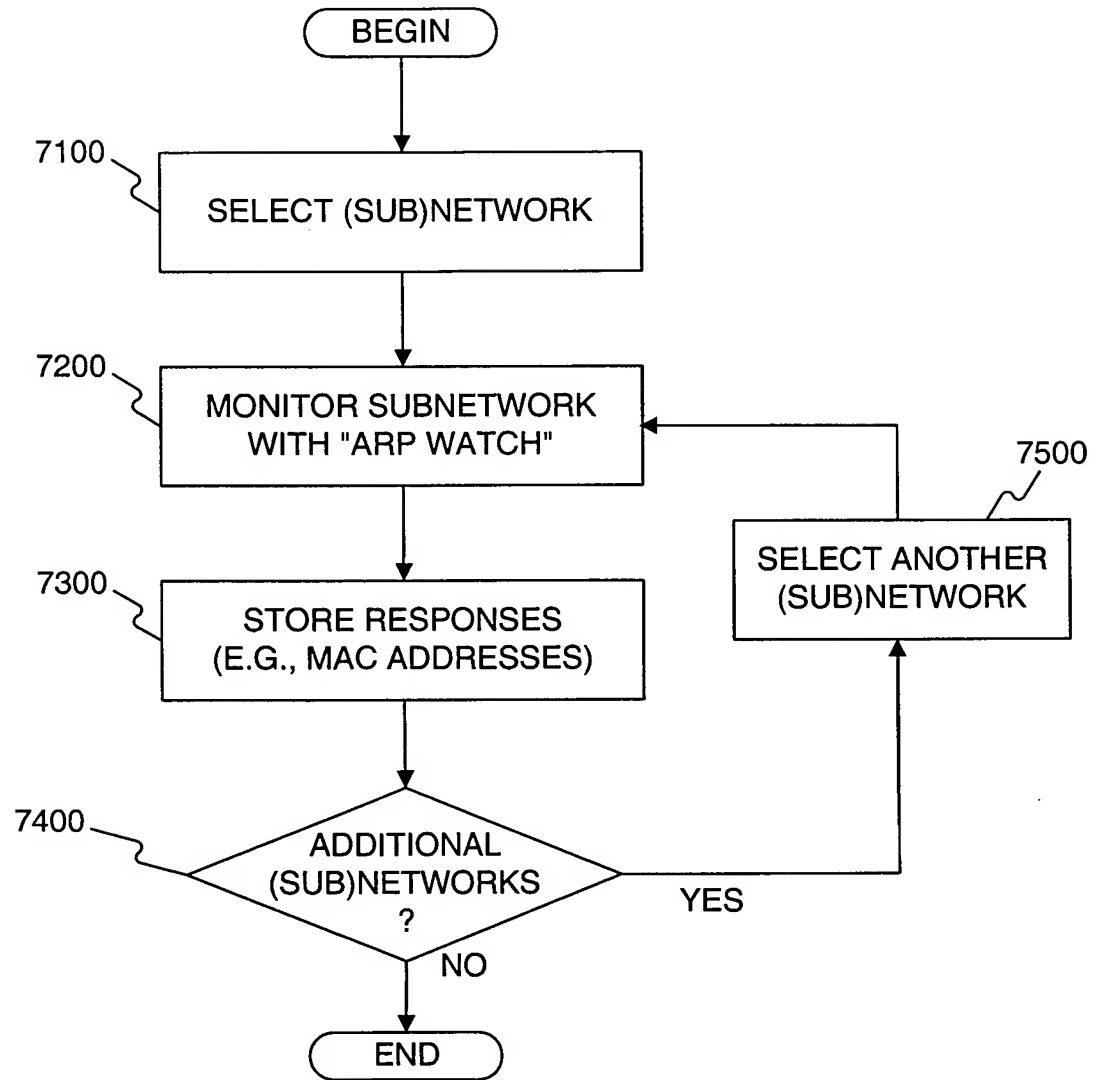 BEGIN
7100
SELECT (SUB)NETWORK
7200
MONITOR SUBNETWORK
WITH "ARP WATCH"
7500
SELECT ANOTHER
(SUB)NETWORK
7300
STORE RESPONSES
(E.G., MAC ADDRESSES)
7400
ADDITIONAL
(SUB)NETWORKS
?
YES
NO
END